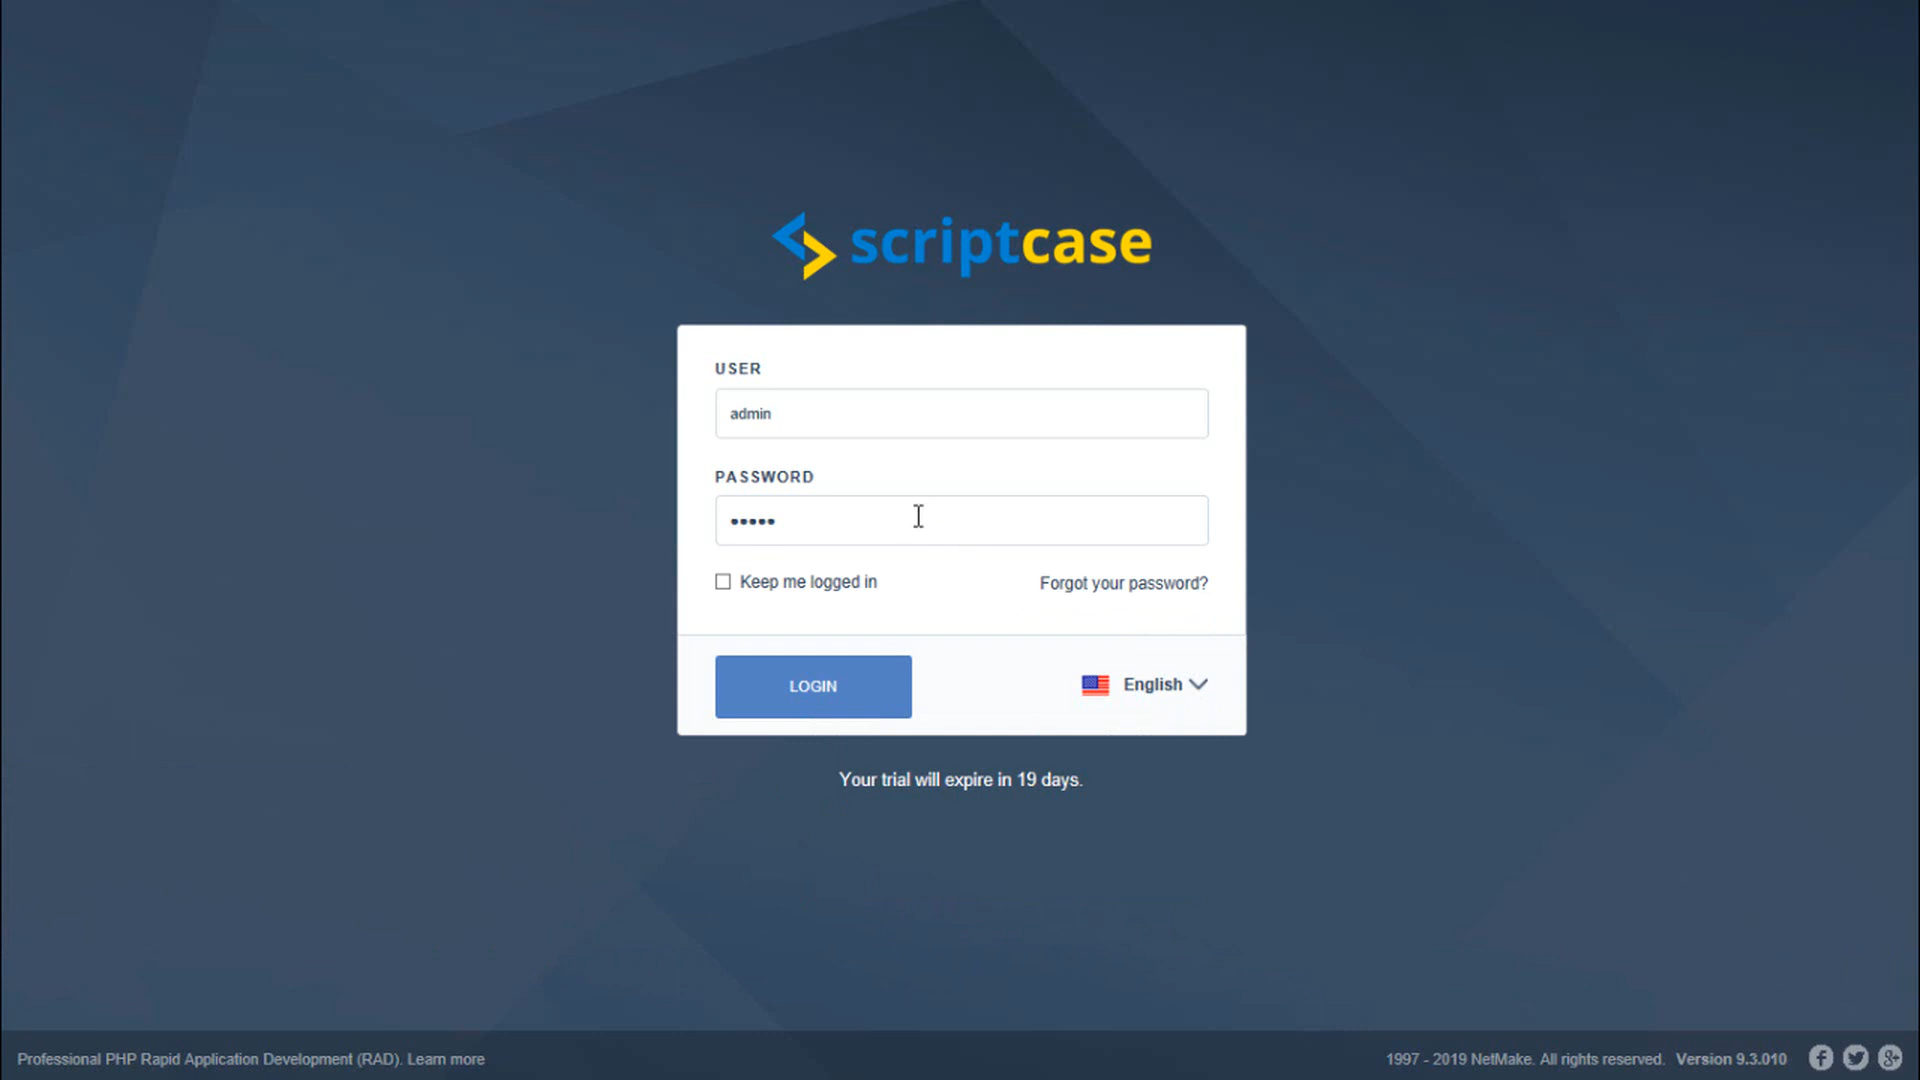 scriptcase
USER
admin
PASSWORD
•••••
Keep me logged in
Forgot your password?
LOGIN
English
Your trial will expire in 19 days.
Professional PHP Rapid Application Development (RAD). Learn more
1997 - 2019 NetMake. All rights reserved. Version 9.3.010